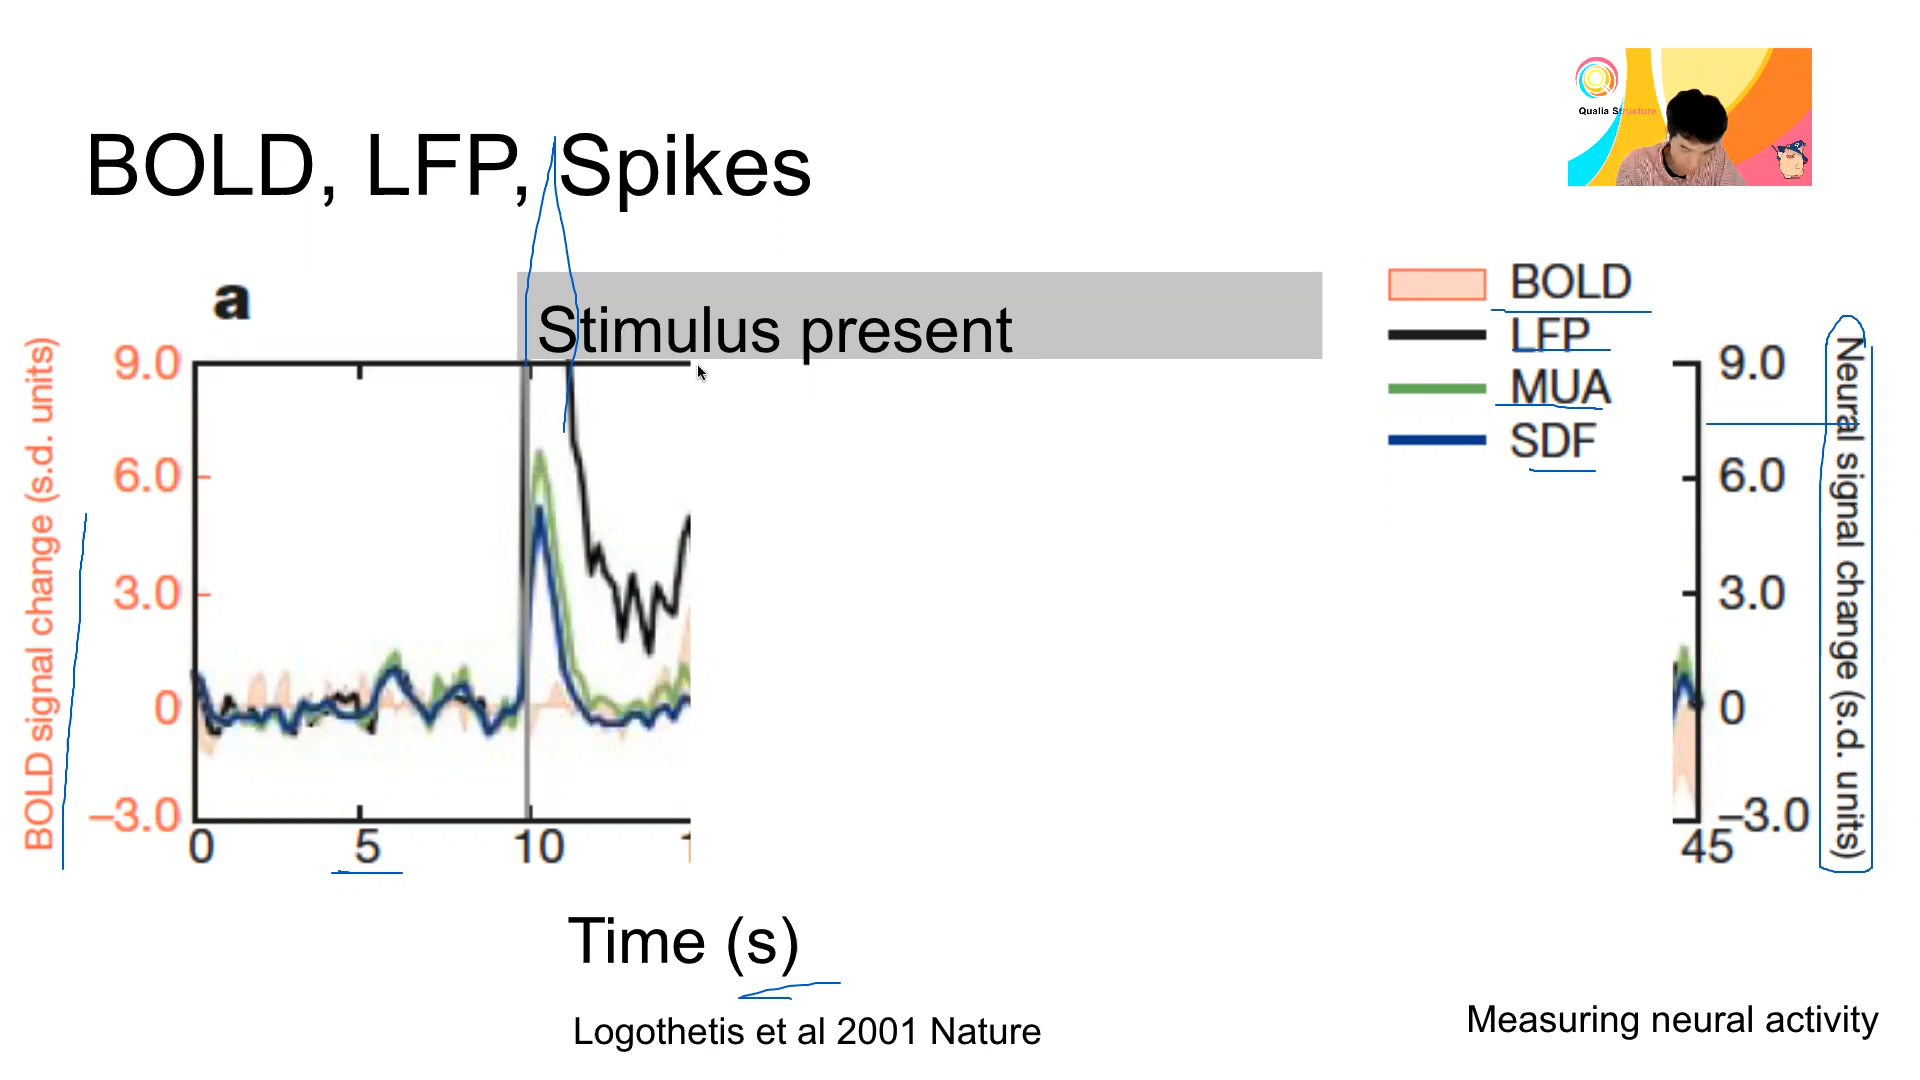 Qualia Structure
BOLD, LFP, Spikes
a
Stimulus present
BOLD
LFP
MUA
SDF
BOLD signal change (s.d. units)
9.0
6.0
3.0
0
–3.0
0 5 10
9.0
6.0
3.0
0
–3.0
45
Neural signal change (s.d. units)
Time (s)
Logothetis et al 2001 Nature
Measuring neural activity